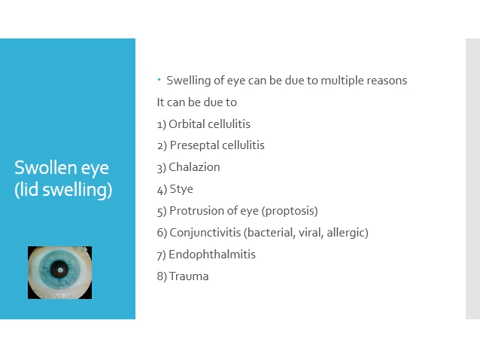 Swollen eye
(lid swelling)
• Swelling of eye can be due to multiple reasons
It can be due to
1) Orbital cellulitis
2) Preseptal cellulitis
3) Chalazion
4) Stye
5) Protrusion of eye (proptosis)
6) Conjunctivitis (bacterial, viral, allergic)
7) Endophthalmitis
8) Trauma